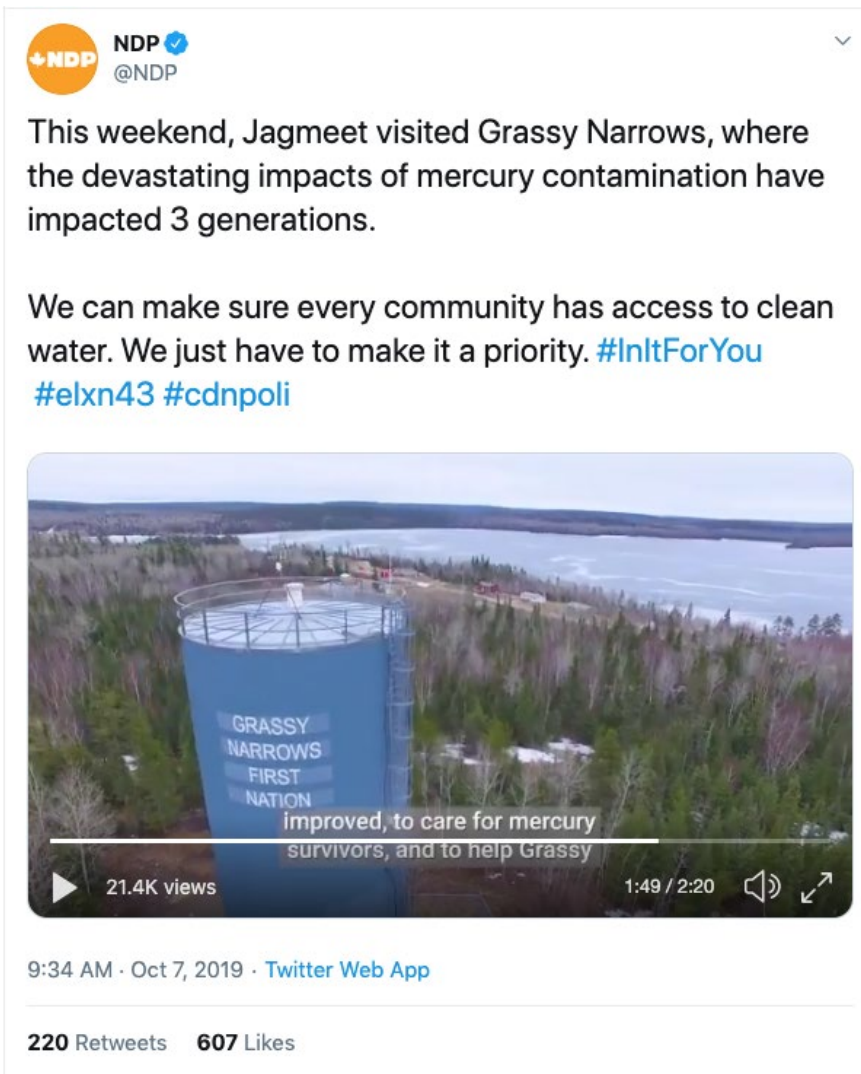 NDP
NDP
@NDP
This weekend, Jagmeet visited Grassy Narrows, where
the devastating impacts of mercury contamination have
impacted 3 generations.
We can make sure every community has access to clean
water. We just have to make it a priority. #InItForYou
#elxn43 #cdnpoli
GRASSY
NARROWS
FIRST
NATION
improved, to care for mercury
survivors, and to help Grassy
21.4K views 1:49 / 2:20
9:34 AM · Oct 7, 2019 · Twitter Web App
220 Retweets 607 Likes